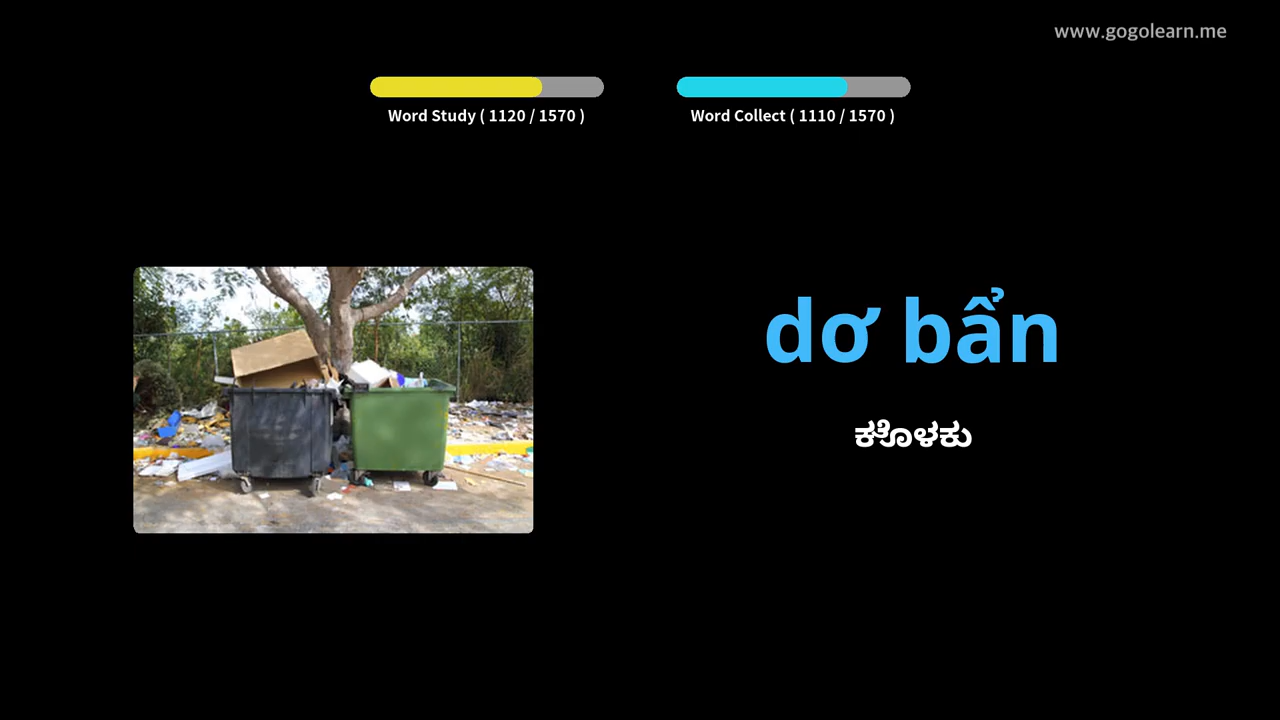 www.gogolearn.me
Word Study ( 1120 / 1570 )
Word Collect ( 1110 / 1570 )
dơ bẩn
ಕೊಳಕು